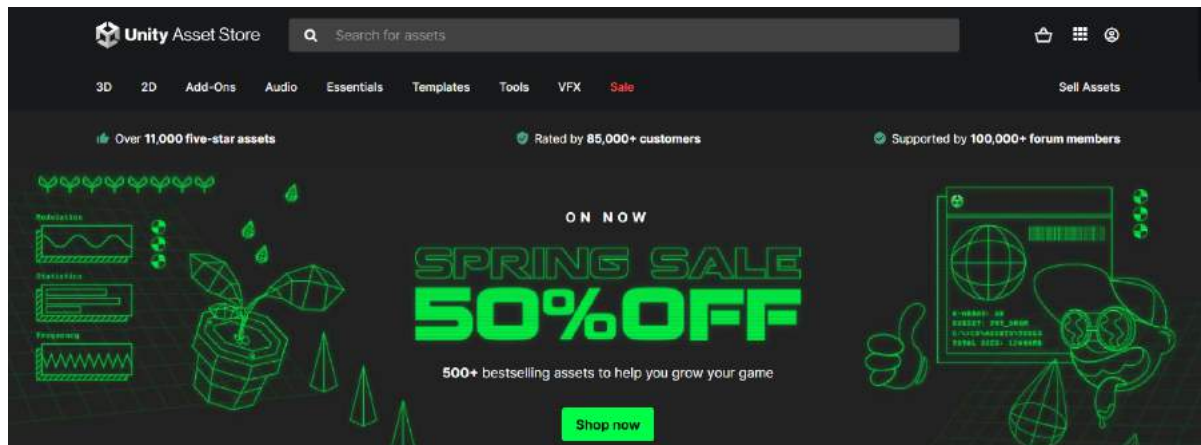 Unity Asset Store
Search for assets
3D 2D Add-Ons Audio Essentials Templates Tools VFX Sale Sell Assets
Over 11,000 five-star assets
Rated by 85,000+ customers
Supported by 100,000+ forum members
Modulation
Statistics
Frequency
ON NOW
SPRING SALE
50%OFF
500+ bestselling assets to help you grow your game
Shop now